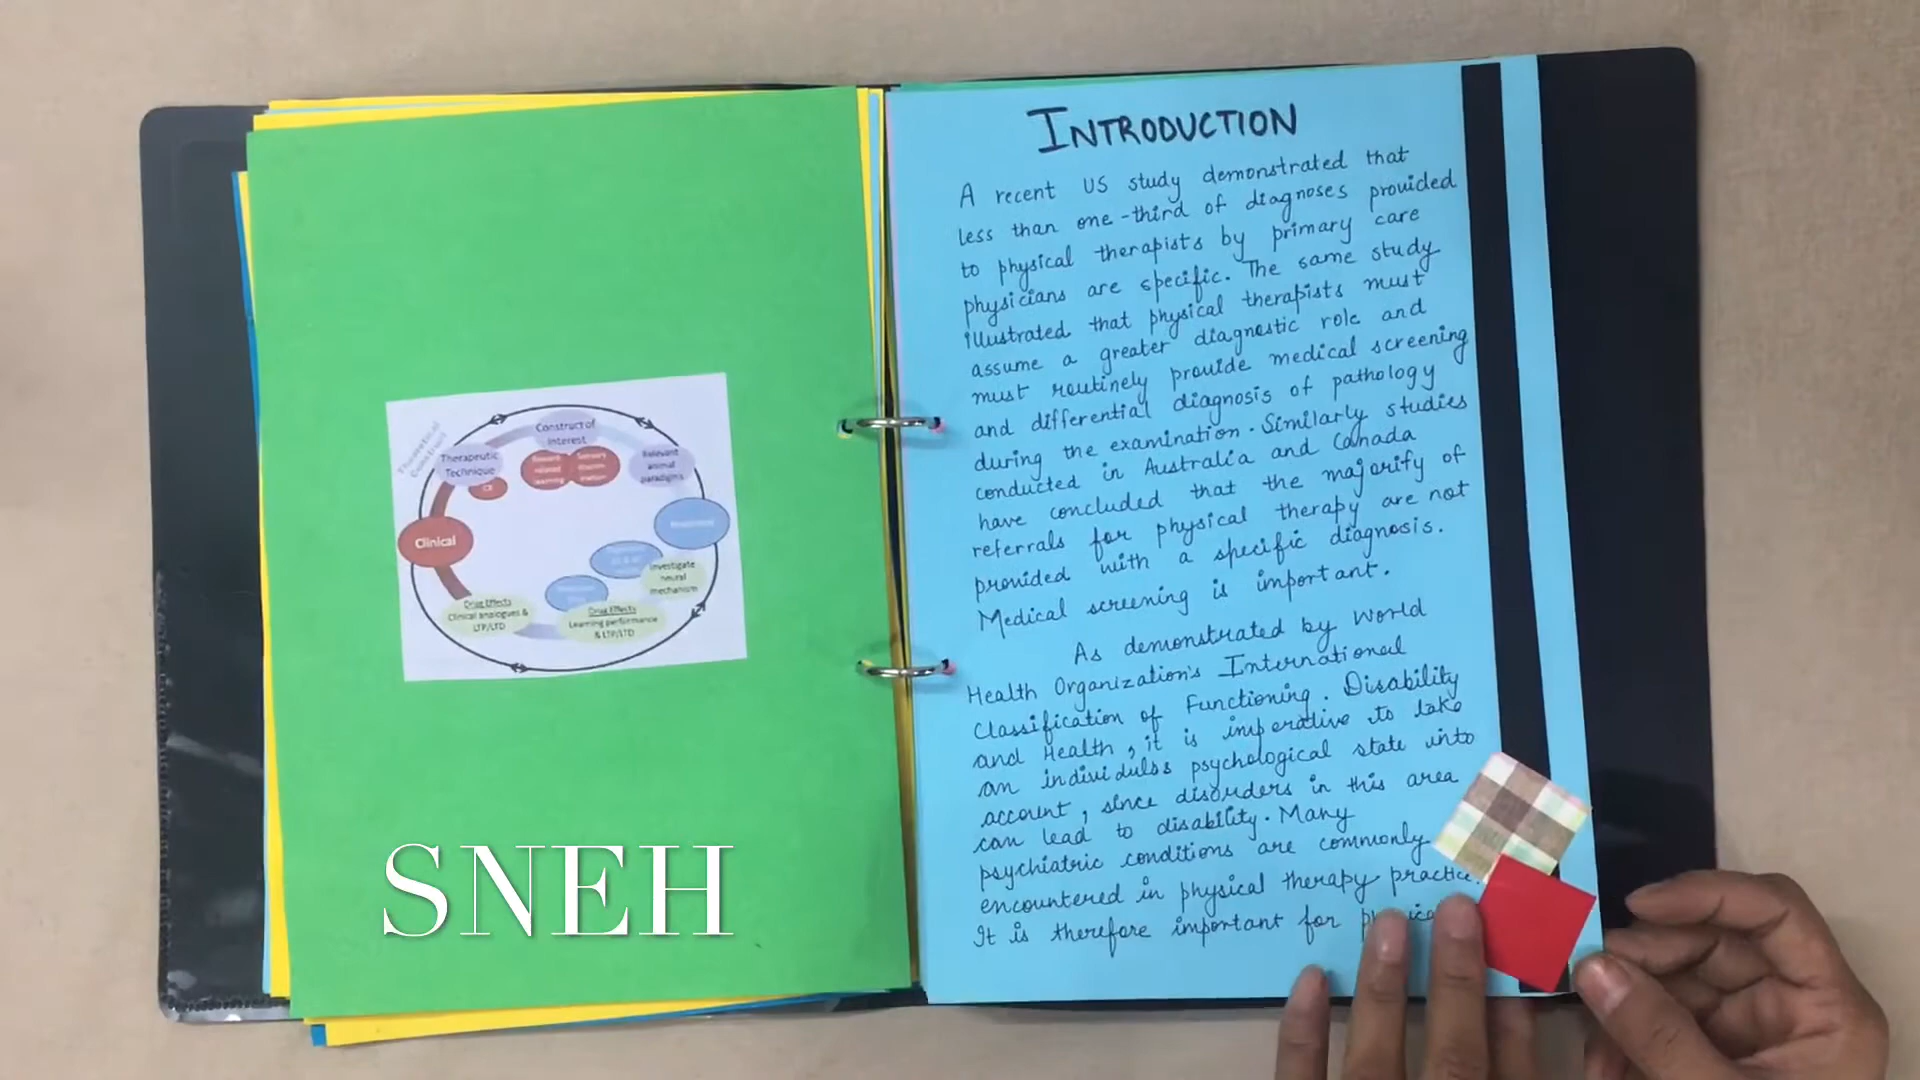 Theoretical
Construct of
Interest
Therapeutic
Technique
Relevant
animal
paradigms
Clinical
Investigate
neural
mechanism
Drug Effects
Clinical analogues &
LTP/LTD
Drug Effects
Learning performance
& LTP/LTD
SNEH
INTRODUCTION
A recent US study demonstrated that
less than one-third of diagnoses provided
to physical therapists by primary care
physicians are specific. The same study
illustrated that physical therapists must
assume a greater diagnostic role and
must routinely provide medical screening
and differential diagnosis of pathology
during the examination. Similarly studies
conducted in Australia and Canada
have concluded that the majority of
referrals for physical therapy are not
provided with a specific diagnosis.
Medical screening is important.
As demonstrated by World
Health Organization's International
Classification of Functioning. Disability
and Health, it is imperative to take
an individulss psychological state into
account, since disorders in this area
can lead to disability. Many
psychiatric conditions are commonly
encountered in physical therapy practice.
It is therefore important for